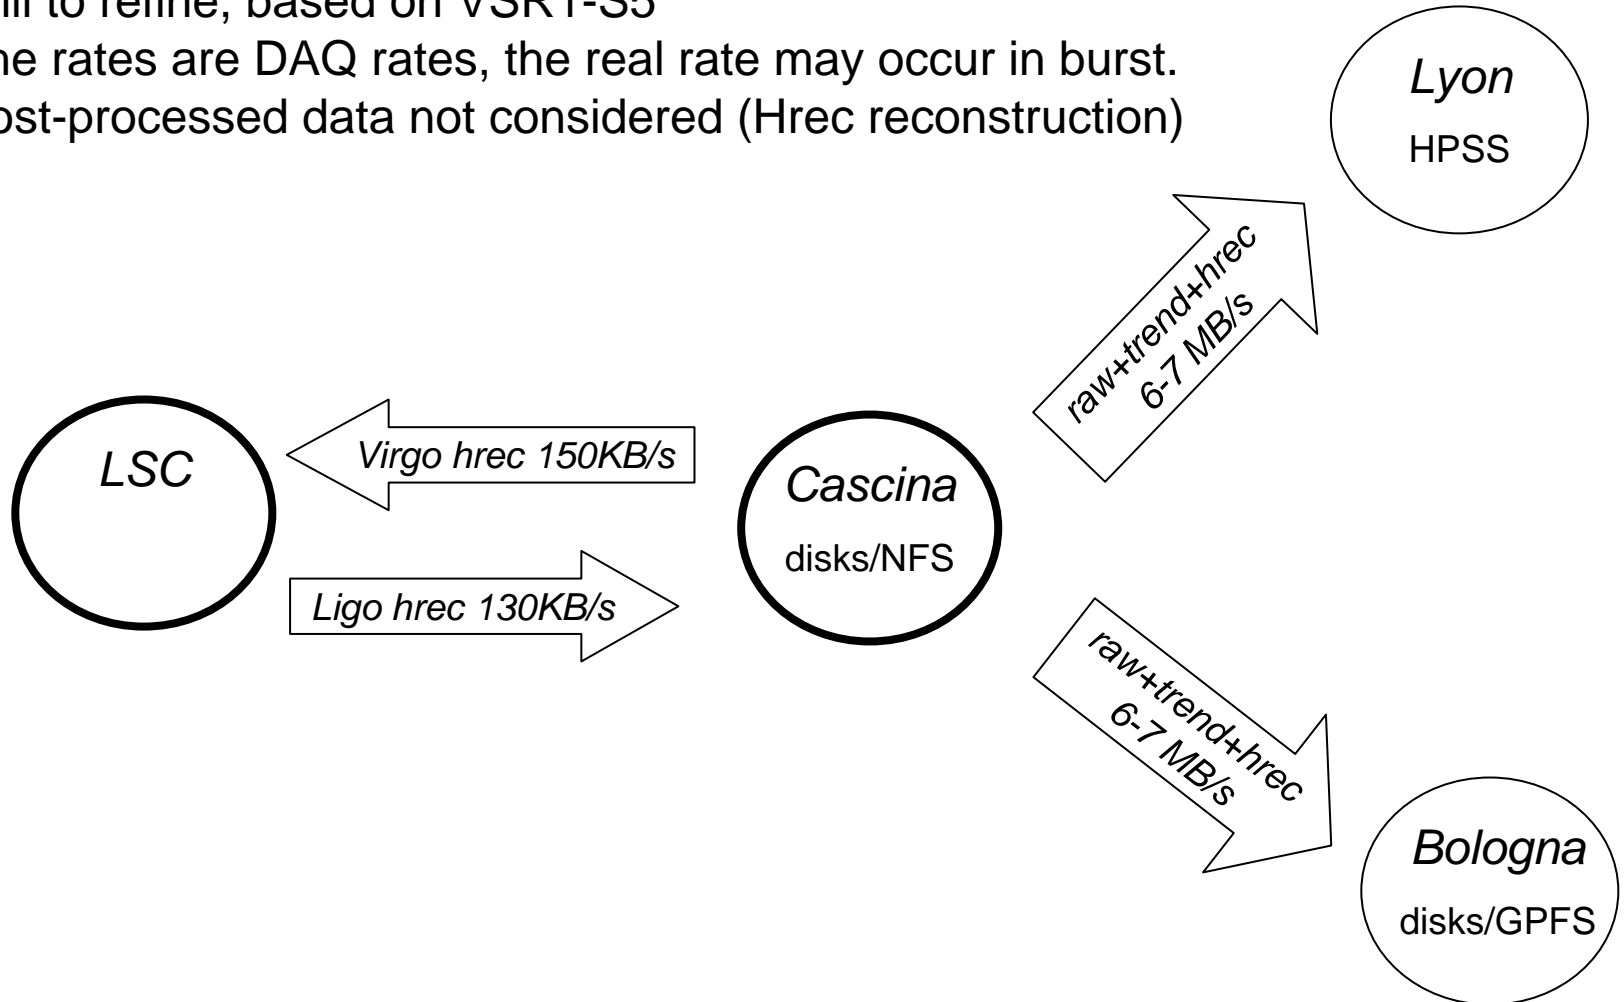 ill to refine, based on VSR1-S5
ne rates are DAQ rates, the real rate may occur in burst.
ost-processed data not considered (Hrec reconstruction)
Lyon
HPSS
raw+trend+hrec
6-7 MB/s
LSC
Virgo hrec 150KB/s
Ligo hrec 130KB/s
Cascina
disks/NFS
raw+trend+hrec
6-7 MB/s
Bologna
disks/GPFS